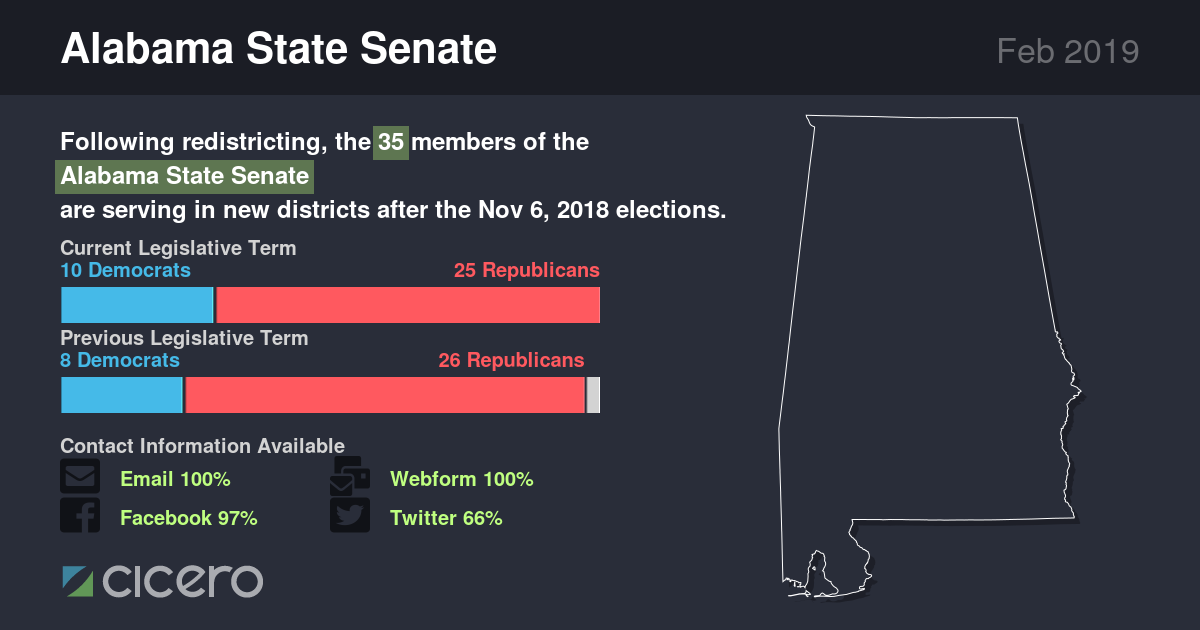 Alabama State Senate
Feb 2019
Following redistricting, the 35 members of the
Alabama State Senate
are serving in new districts after the Nov 6, 2018 elections.
Current Legislative Term
10 Democrats 25 Republicans
Previous Legislative Term
8 Democrats 26 Republicans
Contact Information Available
Email 100% Webform 100%
Facebook 97% Twitter 66%
cicero